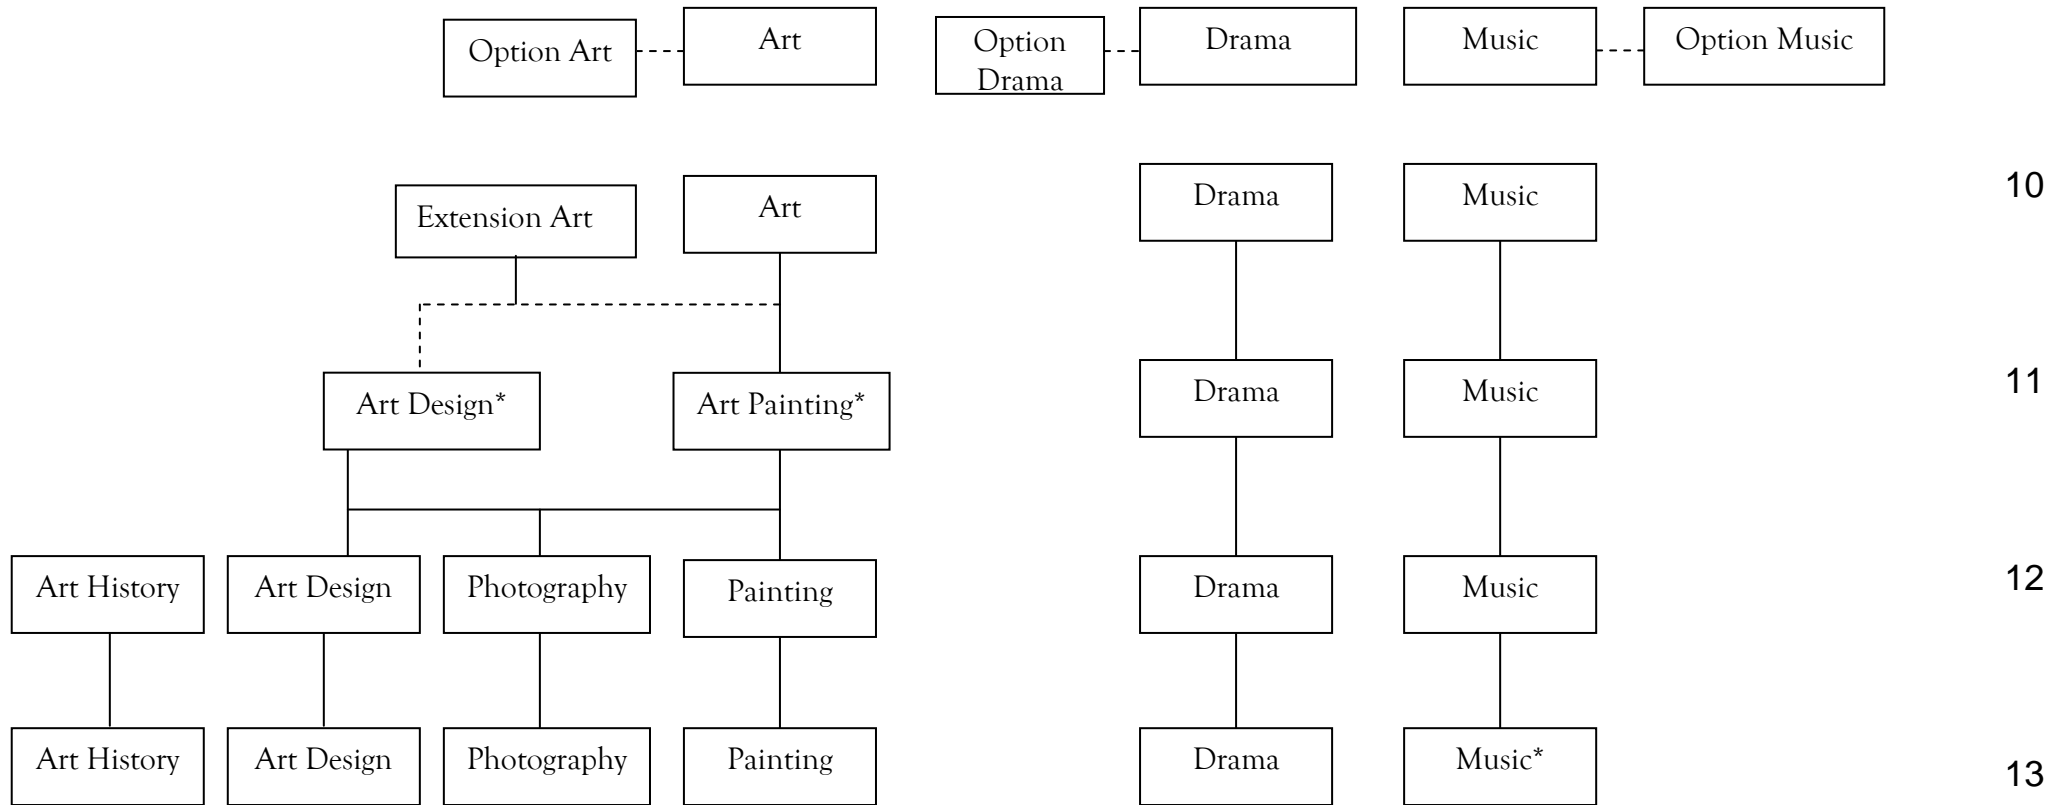 Option Art
Art
Option
Drama
Drama
Music
Option Music
Extension Art
Art
Drama
Music
10
Art Design*
Art Painting*
Drama
Music
11
Art History
Art Design
Photography
Painting
Drama
Music
12
Art History
Art Design
Photography
Painting
Drama
Music*
13